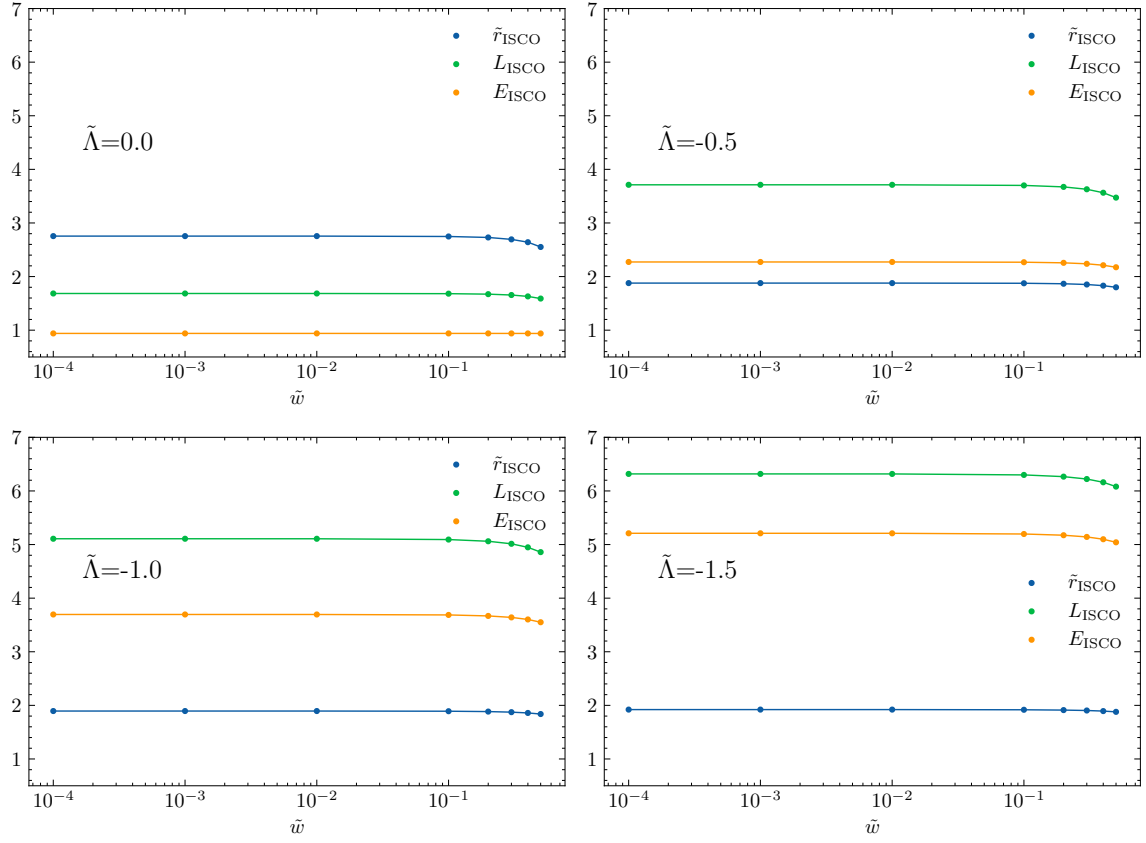 7
6
5
4
3
2
1
r̃ISCO
LISCO
EISCO
Λ̃=0.0
10⁻⁴ 10⁻³ 10⁻² 10⁻¹
w̃
7
6
5
4
3
2
1
r̃ISCO
LISCO
EISCO
Λ̃=-0.5
10⁻⁴ 10⁻³ 10⁻² 10⁻¹
w̃
7
6
5
4
3
2
1
r̃ISCO
LISCO
EISCO
Λ̃=-1.0
10⁻⁴ 10⁻³ 10⁻² 10⁻¹
w̃
7
6
5
4
3
2
1
Λ̃=-1.5
r̃ISCO
LISCO
EISCO
10⁻⁴ 10⁻³ 10⁻² 10⁻¹
w̃